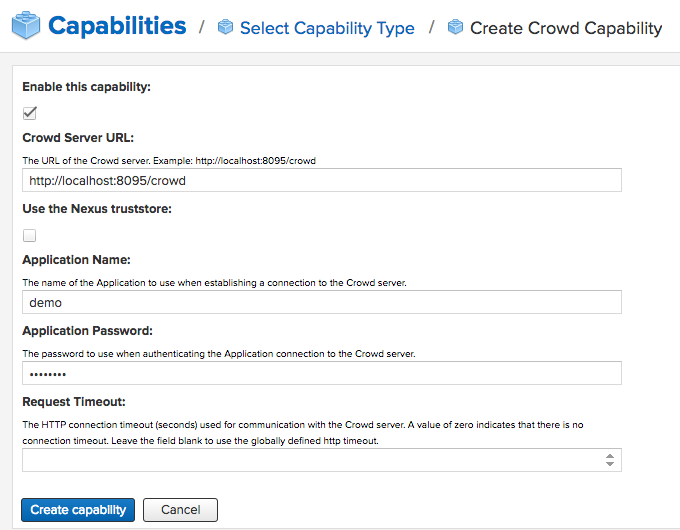 Capabilities / Select Capability Type / Create Crowd Capability
Enable this capability:
Crowd Server URL:
The URL of the Crowd server. Example: http://localhost:8095/crowd
http://localhost:8095/crowd
Use the Nexus truststore:
Application Name:
The name of the Application to use when establishing a connection to the Crowd server.
demo
Application Password:
The password to use when authenticating the Application connection to the Crowd server.
••••••••
Request Timeout:
The HTTP connection timeout (seconds) used for communication with the Crowd server. A value of zero indicates that there is no
connection timeout. Leave the field blank to use the globally defined http timeout.
Create capability Cancel